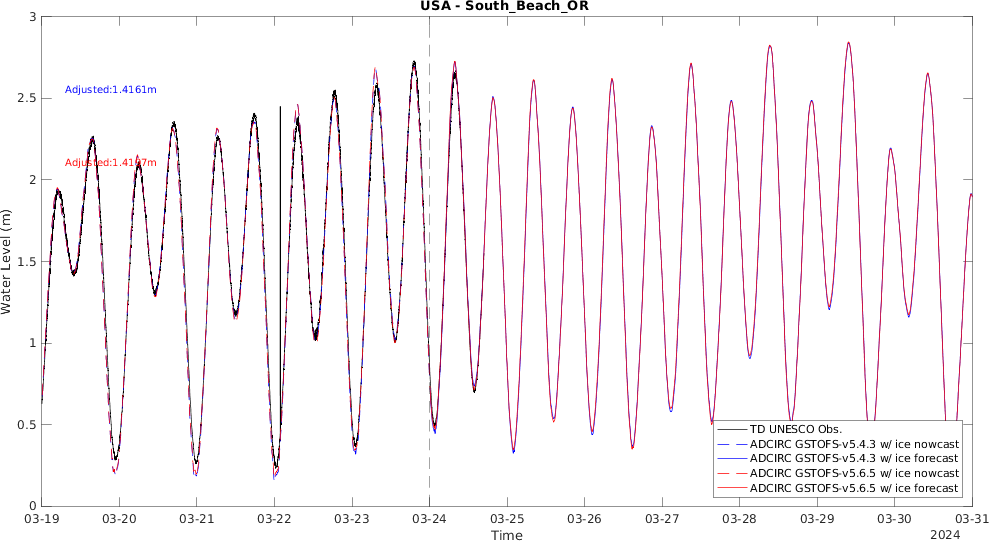 USA - South_Beach_OR
3
2.5
2
1.5
1
0.5
0
Water Level (m)
Adjusted:1.4161m
Adjusted:1.4167m
TD UNESCO Obs.
ADCIRC GSTOFS-v5.4.3 w/ ice nowcast
ADCIRC GSTOFS-v5.4.3 w/ ice forecast
ADCIRC GSTOFS-v5.6.5 w/ ice nowcast
ADCIRC GSTOFS-v5.6.5 w/ ice forecast
03-19 03-20 03-21 03-22 03-23 03-24 03-25 03-26 03-27 03-28 03-29 03-30 03-31
Time
2024